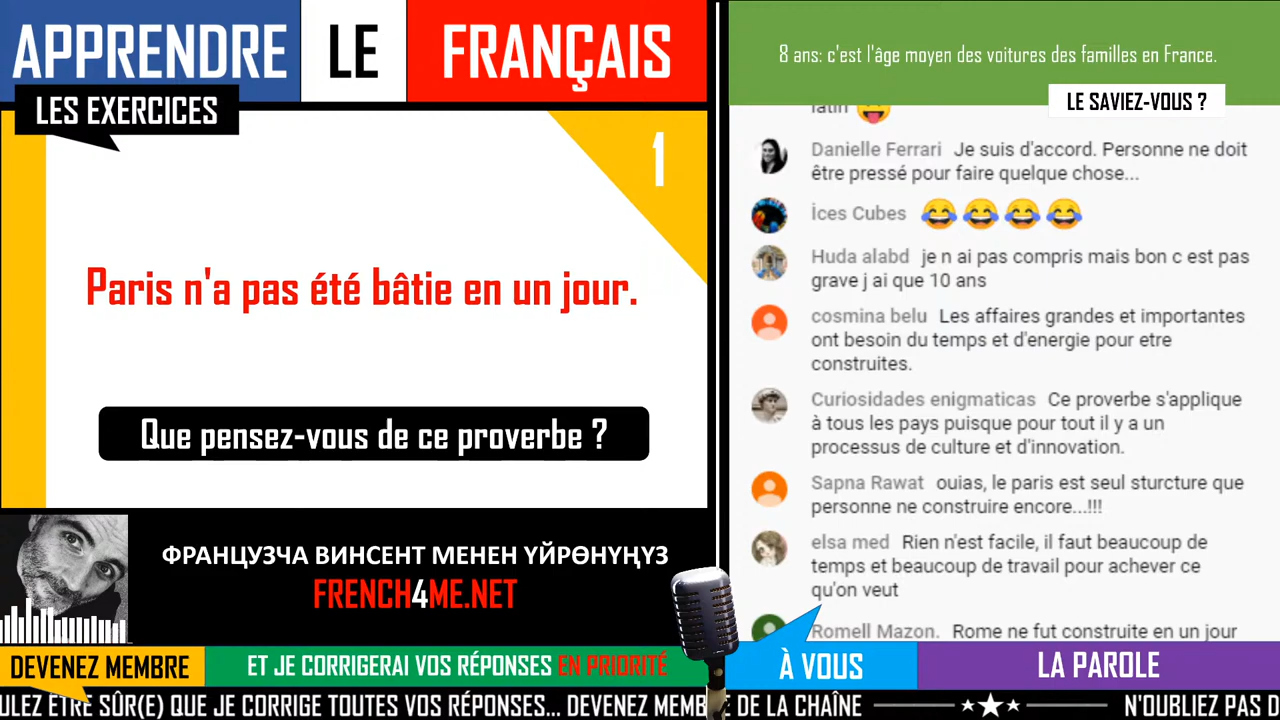 APPRENDRE LE FRANÇAIS
LES EXERCICES
1
Paris n'a pas été bâtie en un jour.
Que pensez-vous de ce proverbe ?
ФРАНЦУЗЧА ВИНСЕНТ МЕНЕН ҮЙРӨНҮҢҮЗ
FRENCH4ME.NET
DEVENEZ MEMBRE
ET JE CORRIGERAI VOS RÉPONSES EN PRIORITÉ
8 ans: c'est l'âge moyen des voitures des familles en France.
LE SAVIEZ-VOUS ?
latin 😛
Danielle Ferrari Je suis d'accord. Personne ne doit
être pressé pour faire quelque chose...
İces Cubes 😂 😂 😂 😂
Huda alabd je n ai pas compris mais bon c est pas
grave j ai que 10 ans
cosmina belu Les affaires grandes et importantes
ont besoin du temps et d'energie pour etre
construites.
Curiosidades enigmaticas Ce proverbe s'applique
à tous les pays puisque pour tout il y a un
processus de culture et d'innovation.
Sapna Rawat ouias, le paris est seul sturcture que
personne ne construire encore...!!!
elsa med Rien n'est facile, il faut beaucoup de
temps et beaucoup de travail pour achever ce
qu'on veut
Romell Mazon. Rome ne fut construite en un jour
À VOUS
LA PAROLE
ULEZ ÊTRE SÛR(E) QUE JE CORRIGE TOUTES VOS RÉPONSES... DEVENEZ MEMB E DE LA CHAÎNE N'OUBLIEZ PAS D